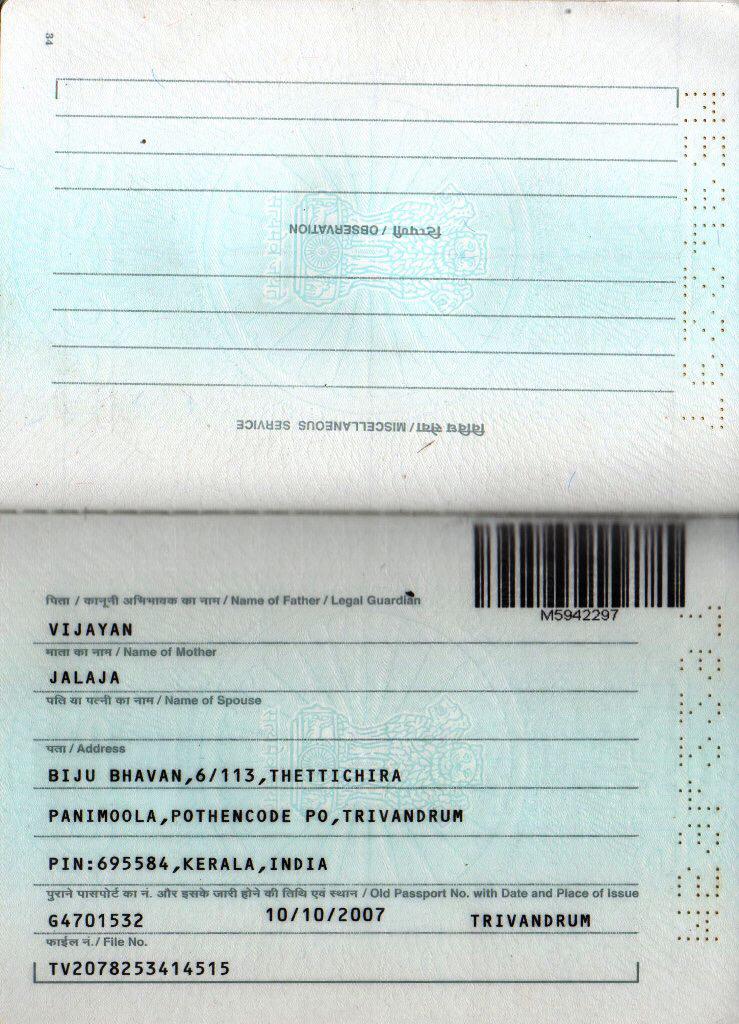 34
टिप्पणी / OBSERVATION
विविध सेवा / MISCELLANEOUS SERVICE
M5942297
पिता / कानूनी अभिभावक का नाम / Name of Father / Legal Guardian
VIJAYAN
माता का नाम / Name of Mother
JALAJA
पति या पत्नी का नाम / Name of Spouse
पता / Address
BIJU BHAVAN,6/113,THETTICHIRA
PANIMOOLA,POTHENCODE PO,TRIVANDRUM
PIN:695584,KERALA,INDIA
पुराने पासपोर्ट का नं. और इसके जारी होने की तिथि एवं स्थान / Old Passport No. with Date and Place of Issue
G4701532 10/10/2007 TRIVANDRUM
फाईल नं./ File No.
TV2078253414515